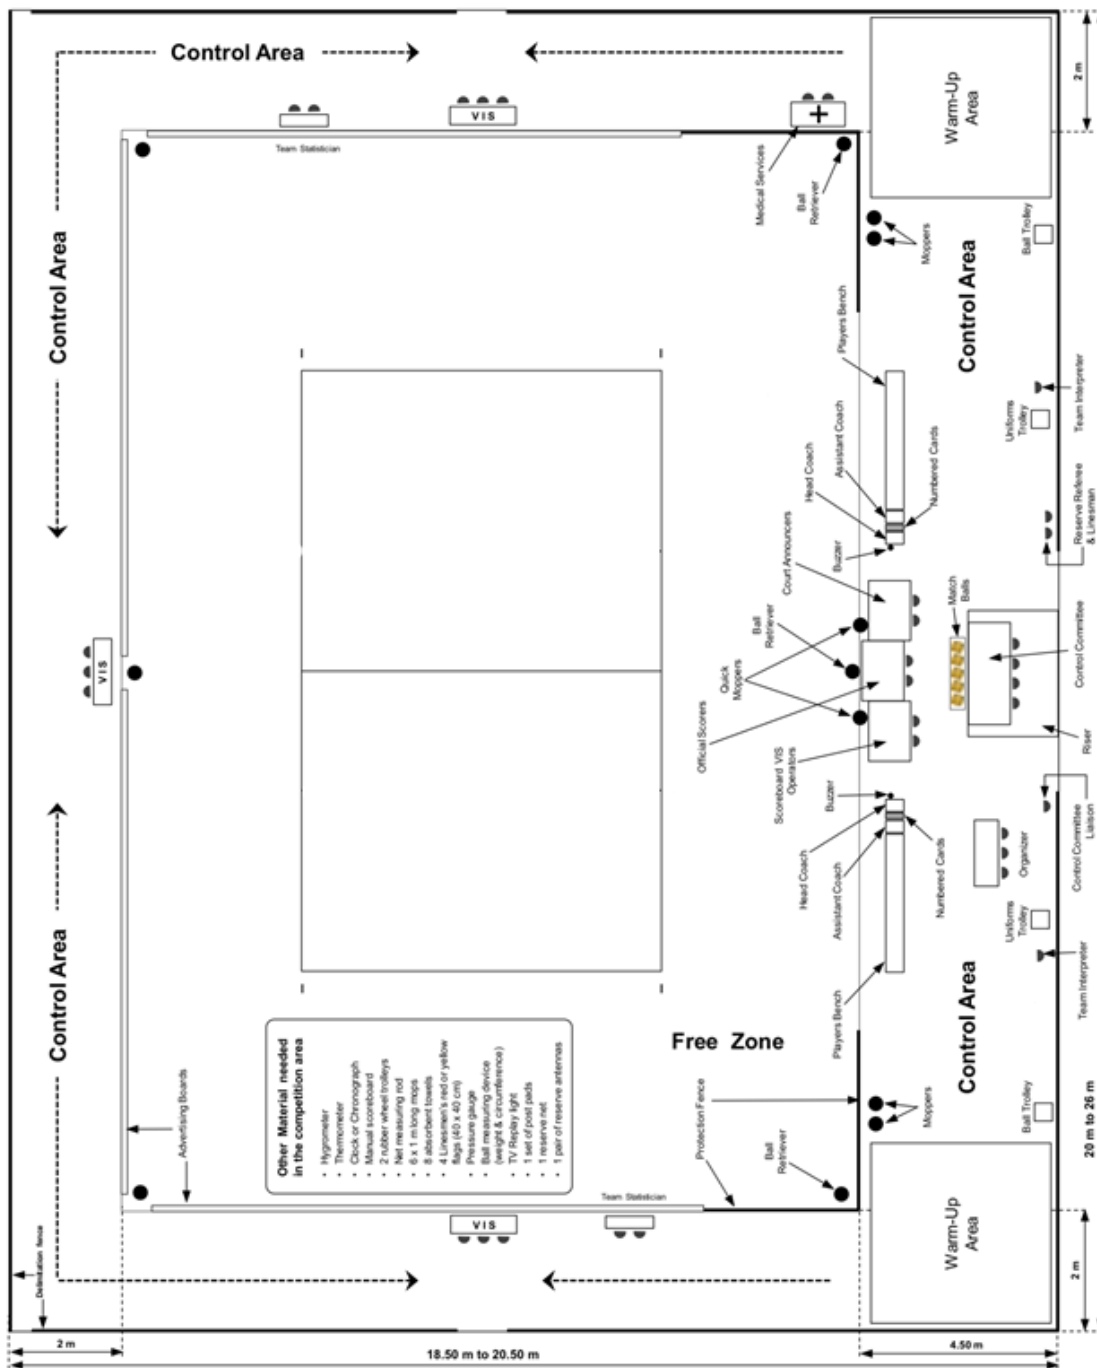 Control Area
2 m
Warm-Up
Area
VIS
Team Statistician
Medical Services
Ball
Retriever
Moppers
Ball Trolley
Control Area
Control Area
Players Bench
Assistant Coach
Head Coach
Numbered Cards
Buzzer
Uniforms
Trolley
Team Interpreter
Reserve Referee
& Linesman
Court Announcers
Ball
Retriever
Quick
Moppers
Official Scorers
Scoreboard VIS
Operators
Match
Balls
Control Committee
Riser
VIS
Buzzer
Head Coach
Assistant Coach
Numbered Cards
Players Bench
Organizer
Control Committee
Liaison
Uniforms
Trolley
Team Interpreter
Control Area
Control Area
Free Zone
Other Material needed
in the competition area
• Hygrometer
• Thermometer
• Clock or Chronograph
• Manual scoreboard
• 2 rubber wheel trolleys
• Net measuring rod
• 6 x 1 m long mops
• 8 absorbent towels
• 4 Linesmen's red or yellow
flags (40 x 40 cm)
• Pressure gauge
• Ball measuring device
(weight & circumference)
• TV Replay light
• 1 set of post pads
• 1 reserve net
• 1 pair of reserve antennas
Advertising Boards
Protection Fence
Moppers
Ball Trolley
20 m to 26 m
Ball
Retriever
Team Statistician
VIS
Warm-Up
Area
2 m
Delimitation fence
2 m
18.50 m to 20.50 m
4.50 m